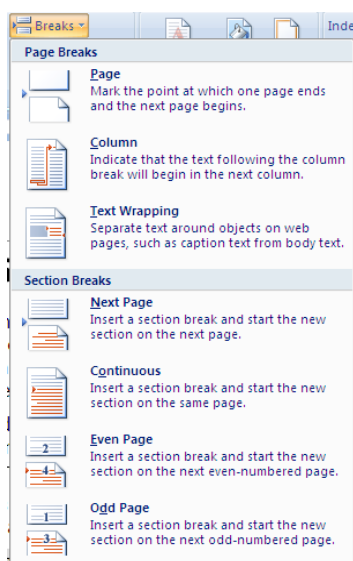 Breaks
Inde
Page Breaks
Page
Mark the point at which one page ends
and the next page begins.
Column
Indicate that the text following the column
break will begin in the next column.
Text Wrapping
Separate text around objects on web
pages, such as caption text from body text.
Section Breaks
Next Page
Insert a section break and start the new
section on the next page.
Continuous
Insert a section break and start the new
section on the same page.
2
4
Even Page
Insert a section break and start the new
section on the next even-numbered page.
1
3
Odd Page
Insert a section break and start the new
section on the next odd-numbered page.